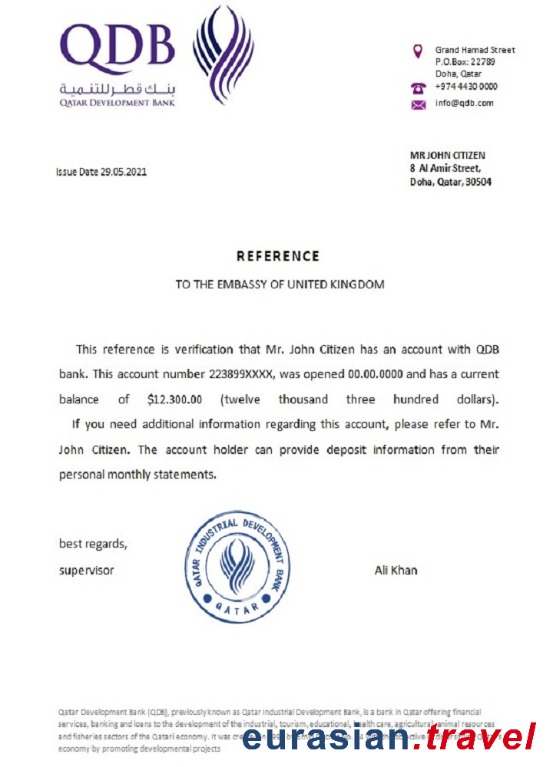 QDB
بنك قطر للتنمية
QATAR DEVELOPMENT BANK
Grand Hamad Street
P.O.Box: 22789
Doha, Qatar
+974 4430 0000
info@qdb.com
MR JOHN CITIZEN
8 Al Amir Street,
Doha, Qatar, 30504
Issue Date 29.05.2021
REFERENCE
TO THE EMBASSY OF UNITED KINGDOM
This reference is verification that Mr. John Citizen has an account with QDB
bank. This account number 223899XXXX, was opened 00.00.0000 and has a current
balance of $12.300.00 (twelve thousand three hundred dollars).
If you need additional information regarding this account, please refer to Mr.
John Citizen. The account holder can provide deposit information from their
personal monthly statements.
best regards,
supervisor
QATAR INDUSTRIAL DEVELOPMENT BANK
QATAR
Ali Khan
Qatar Development Bank (QDB), previously known as Qatar Industrial Development Bank, is a bank in Qatar offering financial
services, banking and loans to the development of the industrial, tourism, educational, health care, agricultural, animal resources
and fisheries sectors of the Qatari economy. It was
economy by promoting developmental projects
eurasian.travel